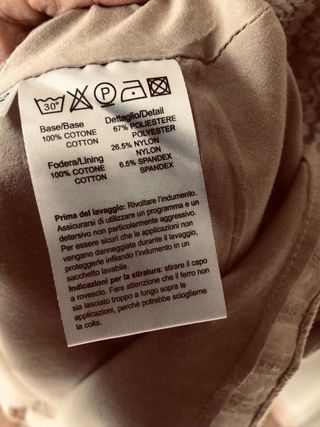 30°
P
Base/Base
100% COTONE
COTTON
Fodera/Lining
100% COTONE
COTTON
Dettaglio/Detail
67% POLIESTERE
POLYESTER
26.5% NYLON
NYLON
6.5% SPANDEX
SPANDEX
Prima del lavaggio: Rivoltare l'indumento.
Assicurarsi di utilizzare un programma e un
detersivo non particolarmente aggressivo.
Per essere sicuri che le applicazioni non
vengano danneggiate durante il lavaggio,
proteggerle infilando l'indumento in un
sacchetto lavabile
Indicazioni per la stiratura: stirare il capo
a rovescio. Fare attenzione che il ferro non
sia lasciato troppo a lungo sulle
applicazioni, perchè potrebbe scioglierne
la colla.